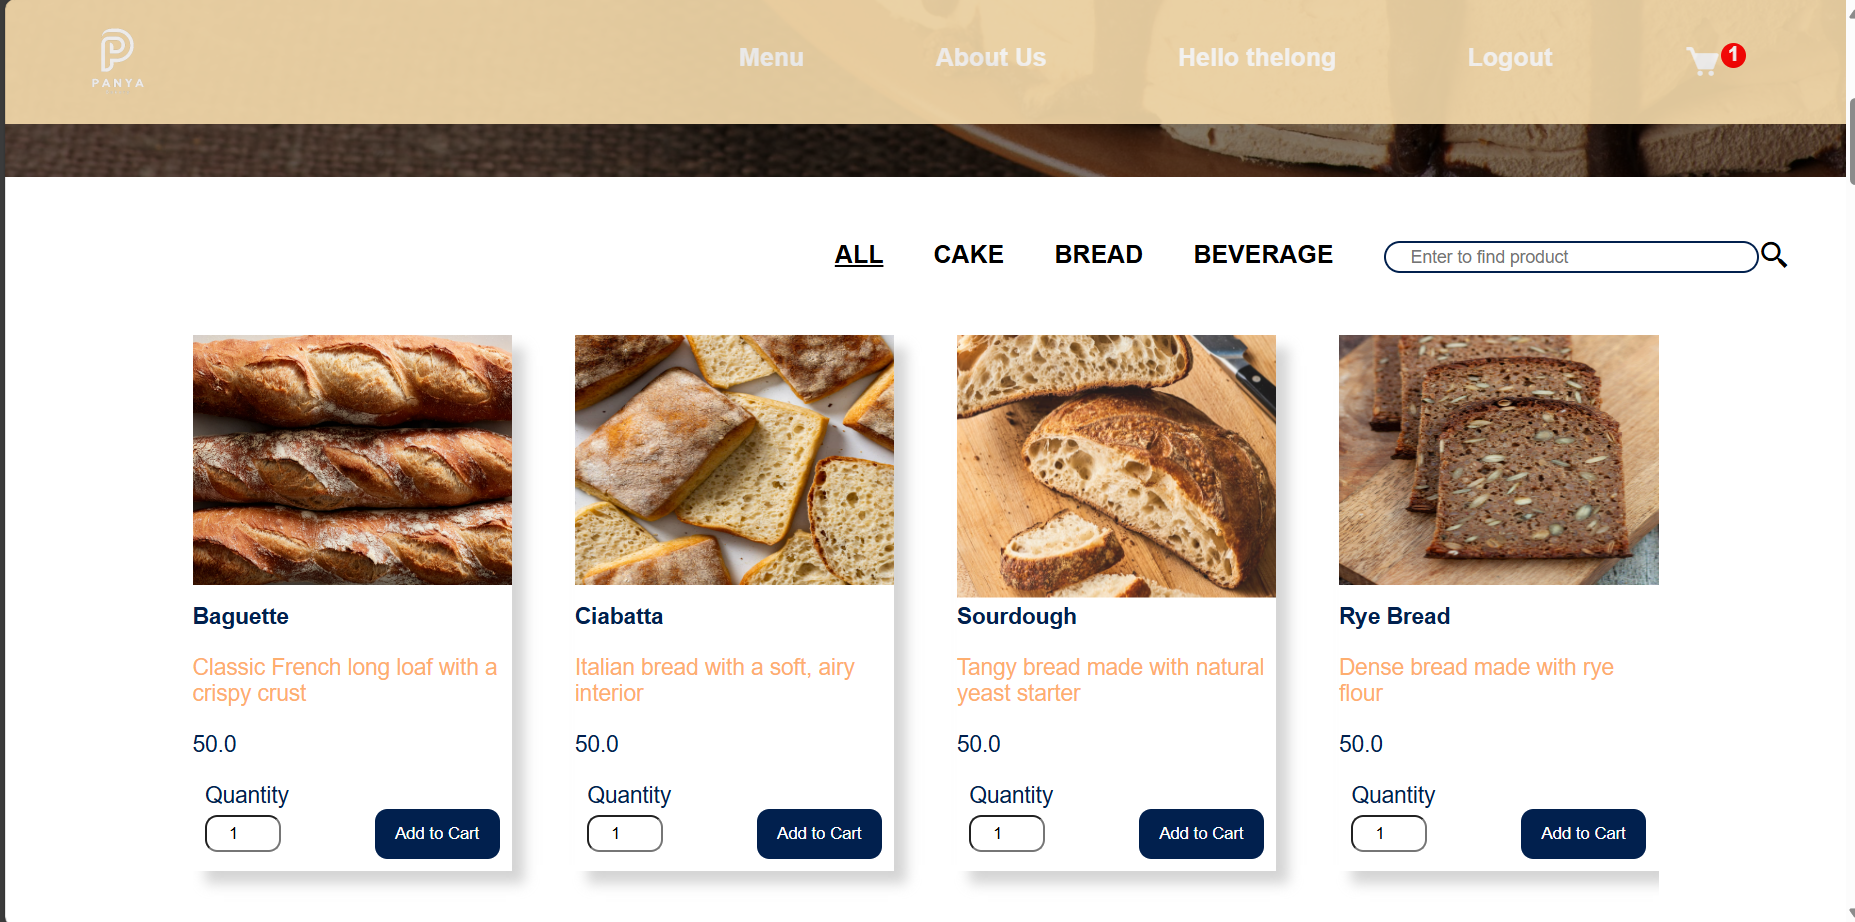 PANYA
Menu
About Us
Hello thelong
Logout
1
ALL
CAKE
BREAD
BEVERAGE
Enter to find product
Baguette
Classic French long loaf with a
crispy crust
50.0
Quantity
1
Add to Cart
Ciabatta
Italian bread with a soft, airy
interior
50.0
Quantity
1
Add to Cart
Sourdough
Tangy bread made with natural
yeast starter
50.0
Quantity
1
Add to Cart
Rye Bread
Dense bread made with rye
flour
50.0
Quantity
1
Add to Cart